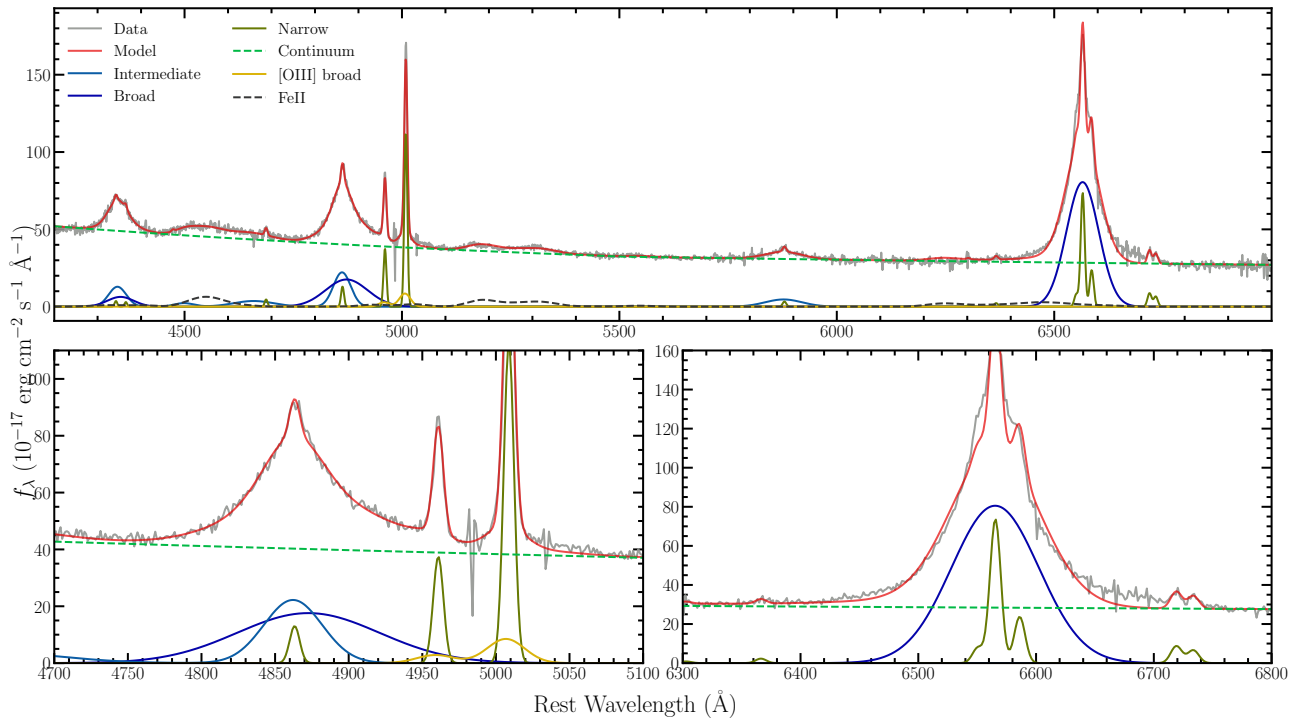 Data
Model
Intermediate
Broad
Narrow
Continuum
[OIII] broad
FeII
150
100
50
0
4500 5000 5500 6000 6500
f_λ (10⁻¹⁷ erg cm⁻² s⁻¹ Å⁻¹)
100
80
60
40
20
0
4700 4750 4800 4850 4900 4950 5000 5050 5100
160
140
120
100
80
60
40
20
0
6300 6400 6500 6600 6700 6800
Rest Wavelength (Å)